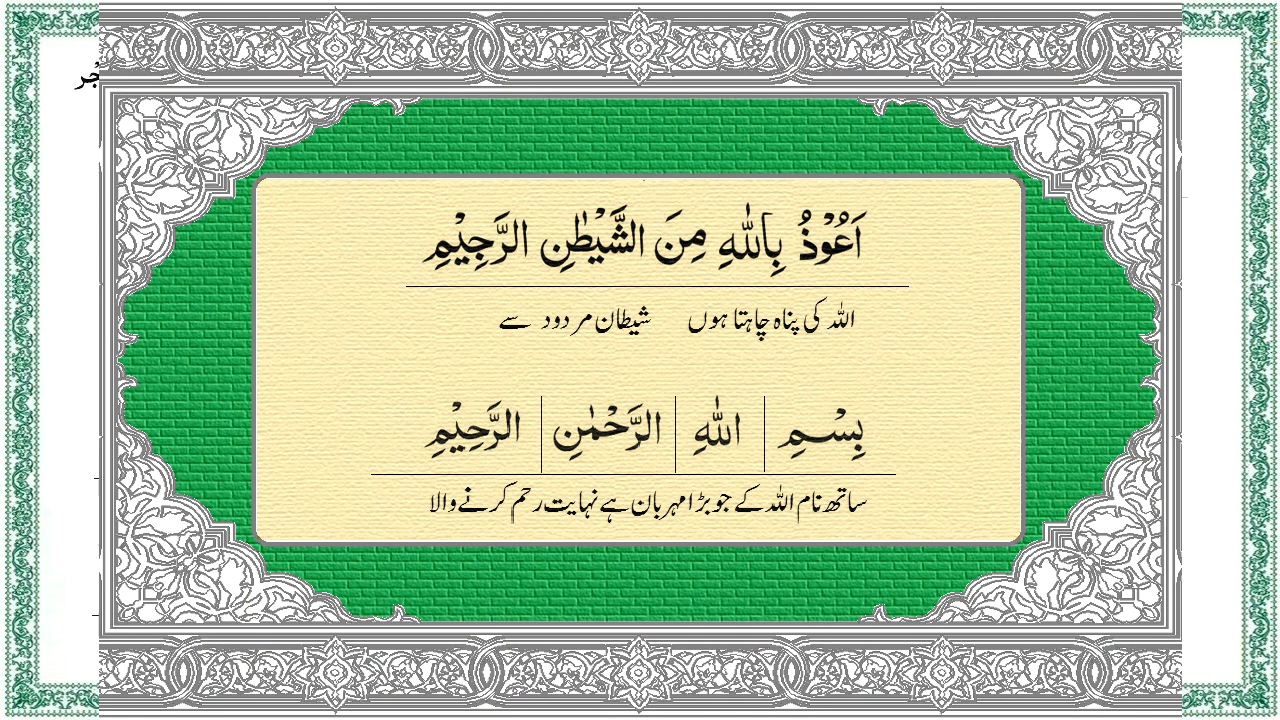 اَعُوْذُ بِاللّٰهِ مِنَ الشَّيْطٰنِ الرَّجِيْمِ
اللہ کی پناہ چاہتا ہوں شیطان مردود سے
بِسْمِ اللّٰهِ الرَّحْمٰنِ الرَّحِيْمِ
ساتھ نام اللہ کے جو بڑا مہربان ہے نہایت رحم کرنے والا